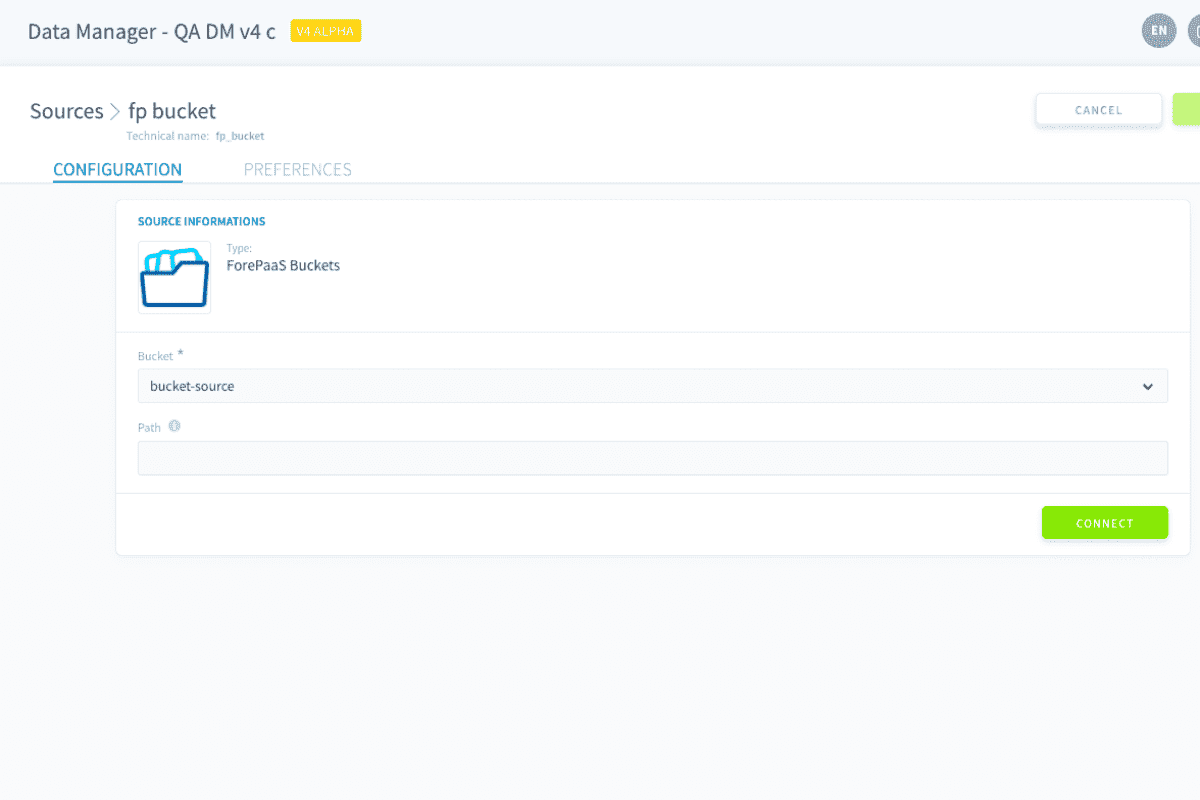 Data Manager - QA DM v4 c V4 ALPHA EN
Sources > fp bucket CANCEL
Technical name: fp_bucket
CONFIGURATION PREFERENCES
SOURCE INFORMATIONS
Type:
ForePaaS Buckets
Bucket *
bucket-source
Path
CONNECT